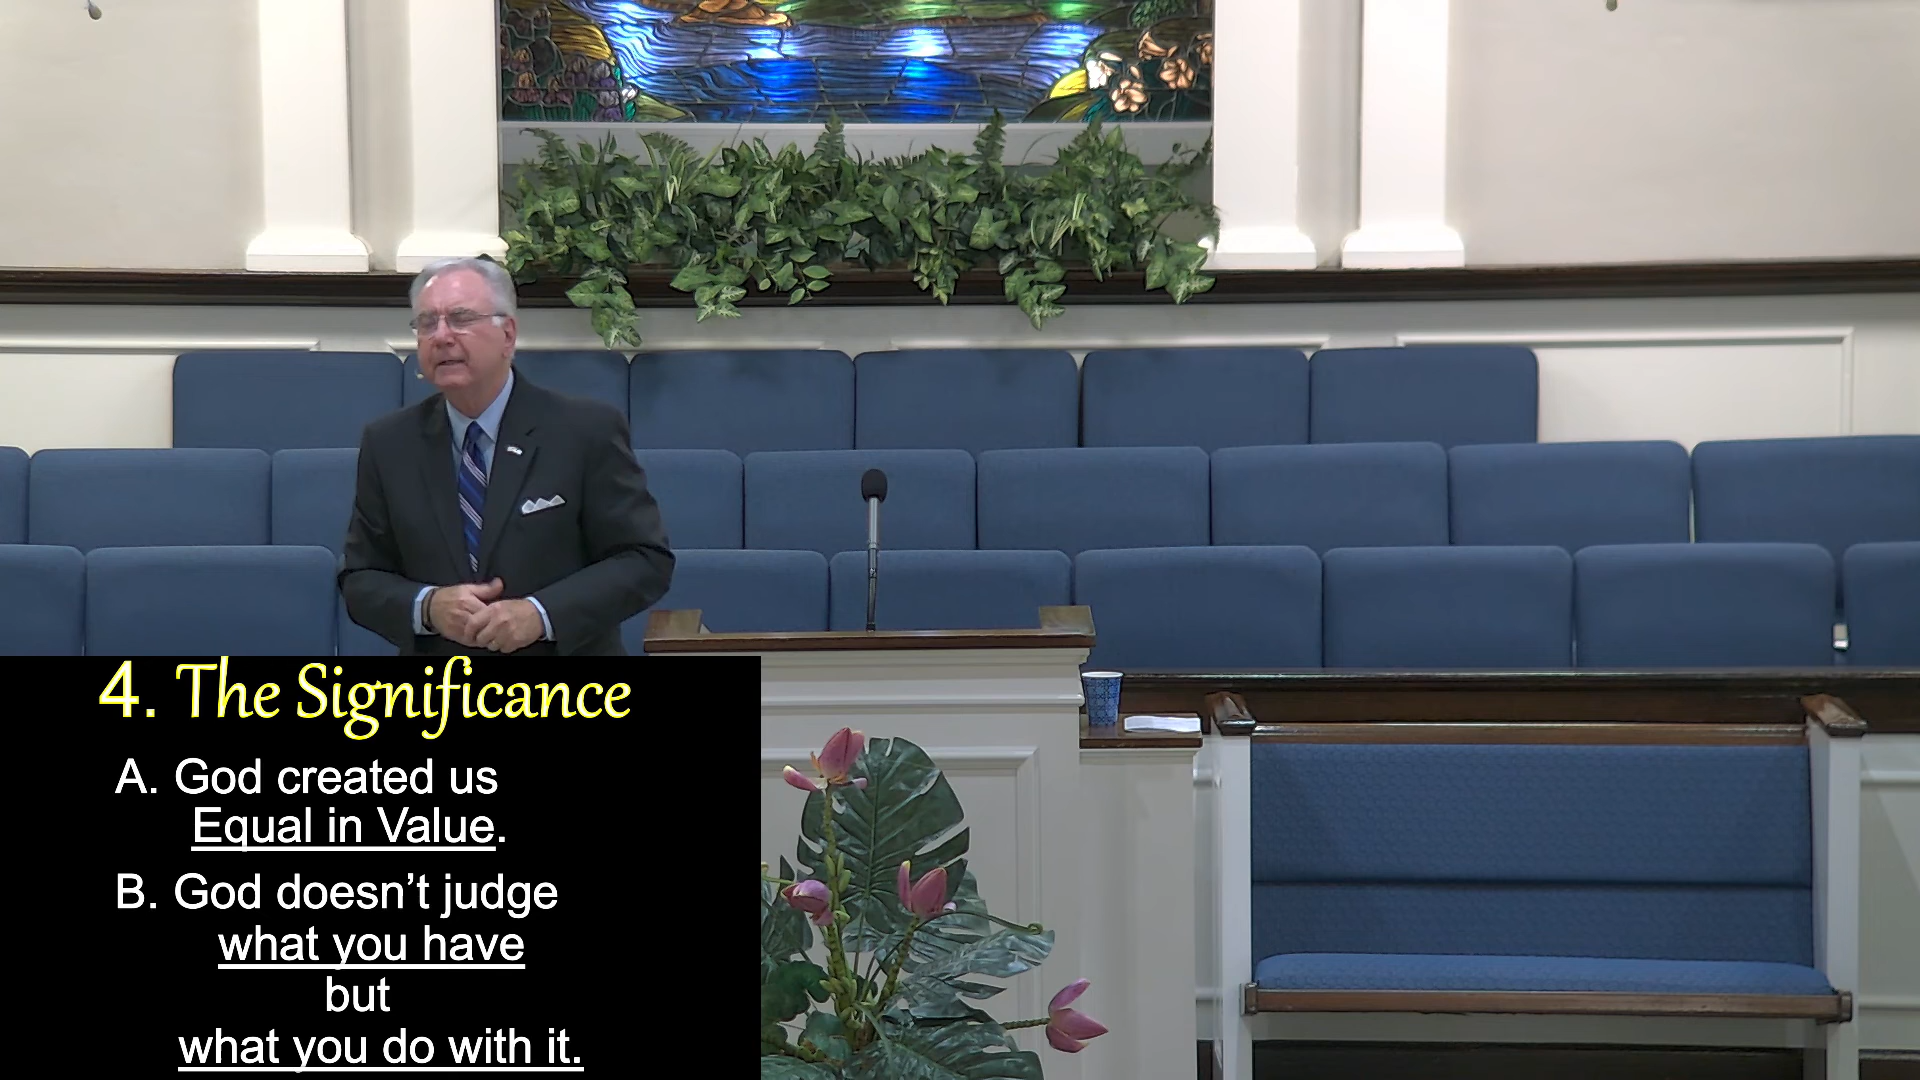 4. The Significance
A. God created us
Equal in Value.
B. God doesn’t judge
what you have
but
what you do with it.